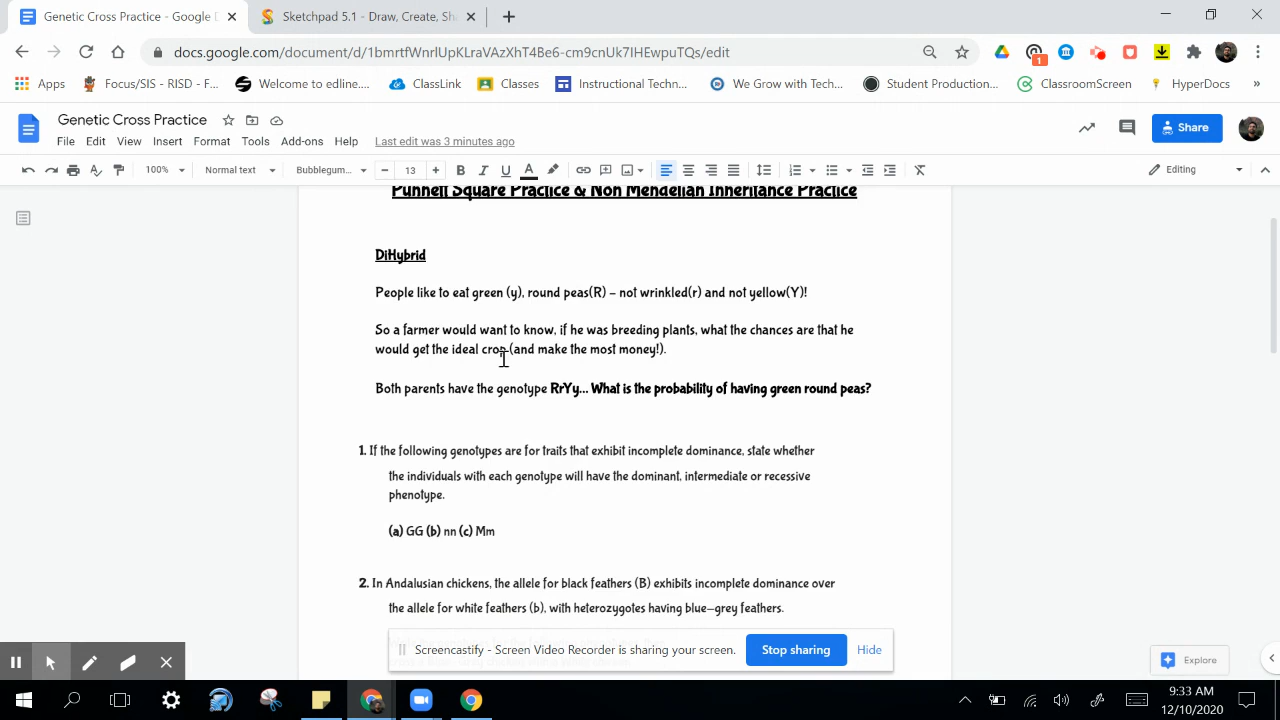 Genetic Cross Practice - Google D
Sketchpad 5.1 - Draw, Create, Sh
docs.google.com/document/d/1bmrtfWnrlUpKLraVAzXhT4Be6-cm9cnUk7IHEwpuTQs/edit
1
Apps
Focus/SIS - RISD - F...
Welcome to dzline....
ClassLink
Classes
Instructional Techn...
We Grow with Tech...
Student Production...
ClassroomScreen
HyperDocs
»
Genetic Cross Practice
Share
File Edit View Insert Format Tools Add-ons Help Last edit was 3 minutes ago
100% Normal text Bubblegum... 13 B I U A Editing
Punnett Square Practice & Non Mendelian Inheritance Practice
DiHybrid
People like to eat green (y), round peas(R) – not wrinkled(r) and not yellow(Y)!
So a farmer would want to know, if he was breeding plants, what the chances are that he
would get the ideal crop (and make the most money!).
Both parents have the genotype RrYy... What is the probability of having green round peas?
1. If the following genotypes are for traits that exhibit incomplete dominance, state whether
the individuals with each genotype will have the dominant, intermediate or recessive
phenotype.
(a) GG (b) nn (c) Mm
2. In Andalusian chickens, the allele for black feathers (B) exhibits incomplete dominance over
the allele for white feathers (b), with heterozygotes having blue-grey feathers.
Screencastify - Screen Video Recorder is sharing your screen.
Stop sharing
Hide
Explore
9:33 AM
12/10/2020